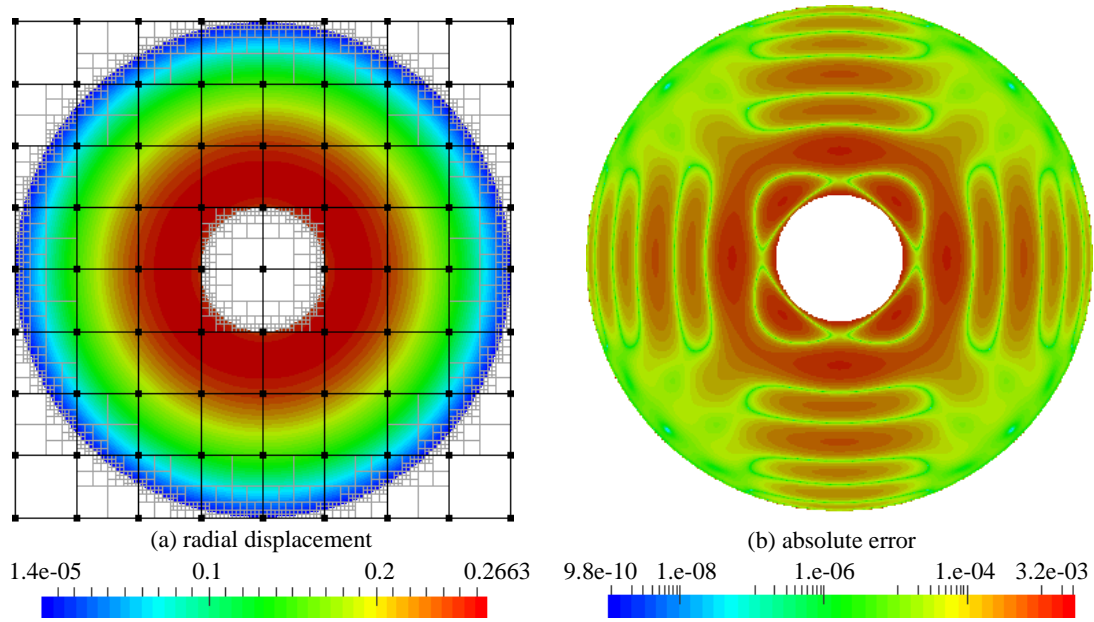 (a) radial displacement
1.4e-05 0.1 0.2 0.2663
(b) absolute error
9.8e-10 1.e-08 1.e-06 1.e-04 3.2e-03